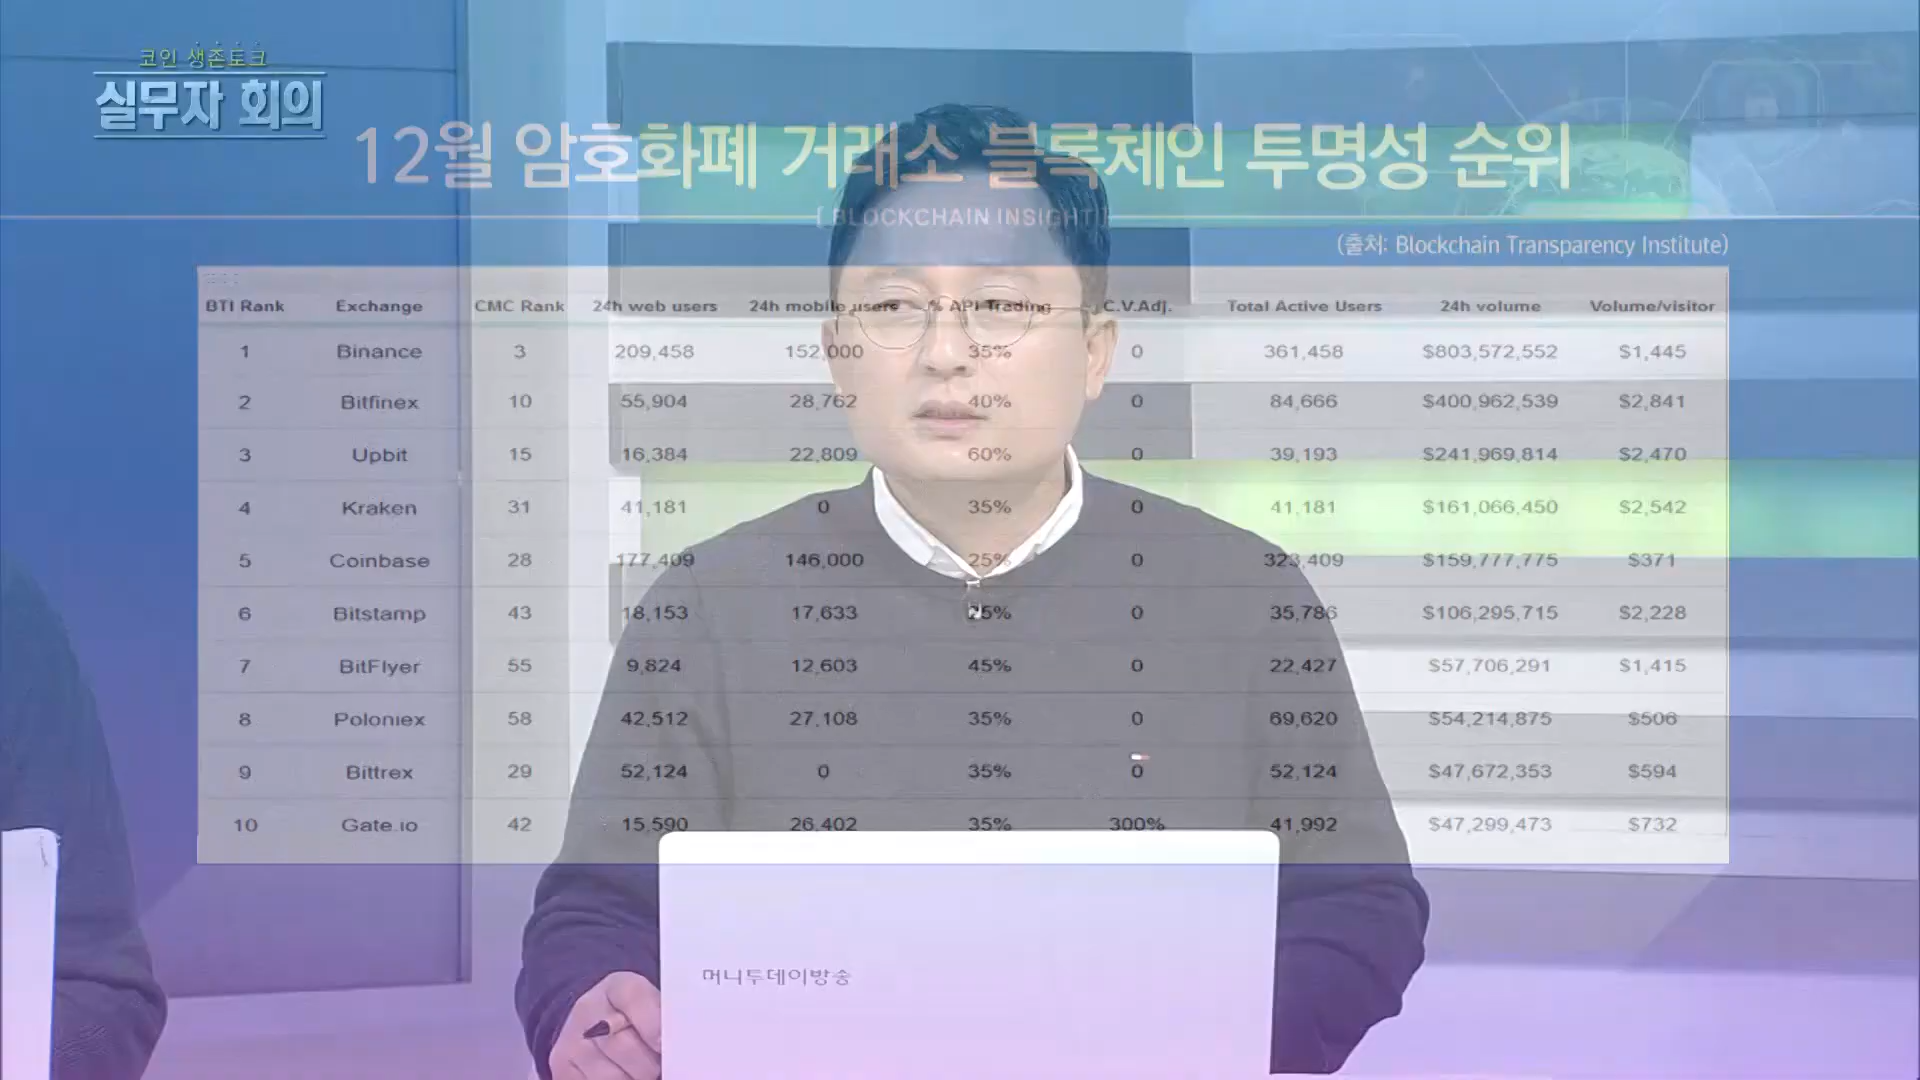 코인 생존토크
실무자 회의
12월 암호화폐 거래소 블록체인 투명성 순위
[ BLOCKCHAIN INSIGHT ]
(출처: Blockchain Transparency Institute)
BTI Rank Exchange CMC Rank 24h web users 24h mobile users % API Trading C.V.Adj. Total Active Users 24h volume Volume/visitor
1 Binance 3 209,458 152,000 35% 0 361,458 $803,572,552 $1,445
2 Bitfinex 10 55,904 28,762 40% 0 84,666 $400,962,539 $2,841
3 Upbit 15 16,384 22,809 60% 0 39,193 $241,969,814 $2,470
4 Kraken 31 41,181 0 35% 0 41,181 $161,066,450 $2,542
5 Coinbase 28 177,409 146,000 25% 0 323,409 $159,777,775 $371
6 Bitstamp 43 18,153 17,633 25% 0 35,786 $106,295,715 $2,228
7 BitFlyer 55 9,824 12,603 45% 0 22,427 $57,706,291 $1,415
8 Poloniex 58 42,512 27,108 35% 0 69,620 $54,214,875 $506
9 Bittrex 29 52,124 0 35% 0 52,124 $47,672,353 $594
10 Gate.io 42 15,590 26,402 35% 300% 41,992 $47,299,473 $732
머니투데이방송